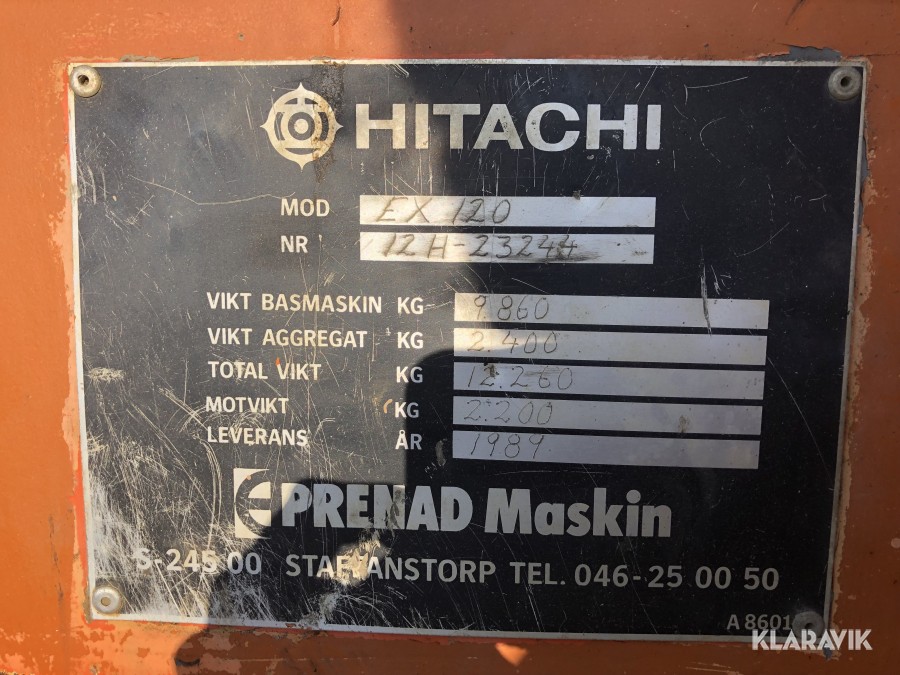 HITACHI
MOD EX 120
NR 12H-23244
VIKT BASMASKIN KG 9.860
VIKT AGGREGAT KG 2.400
TOTAL VIKT KG 12.260
MOTVIKT KG 2.200
LEVERANS ÅR 1989
PRENAD Maskin
S-245 00 STAFFANSTORP TEL. 046-25 00 50
A 8601
KLARAVIK